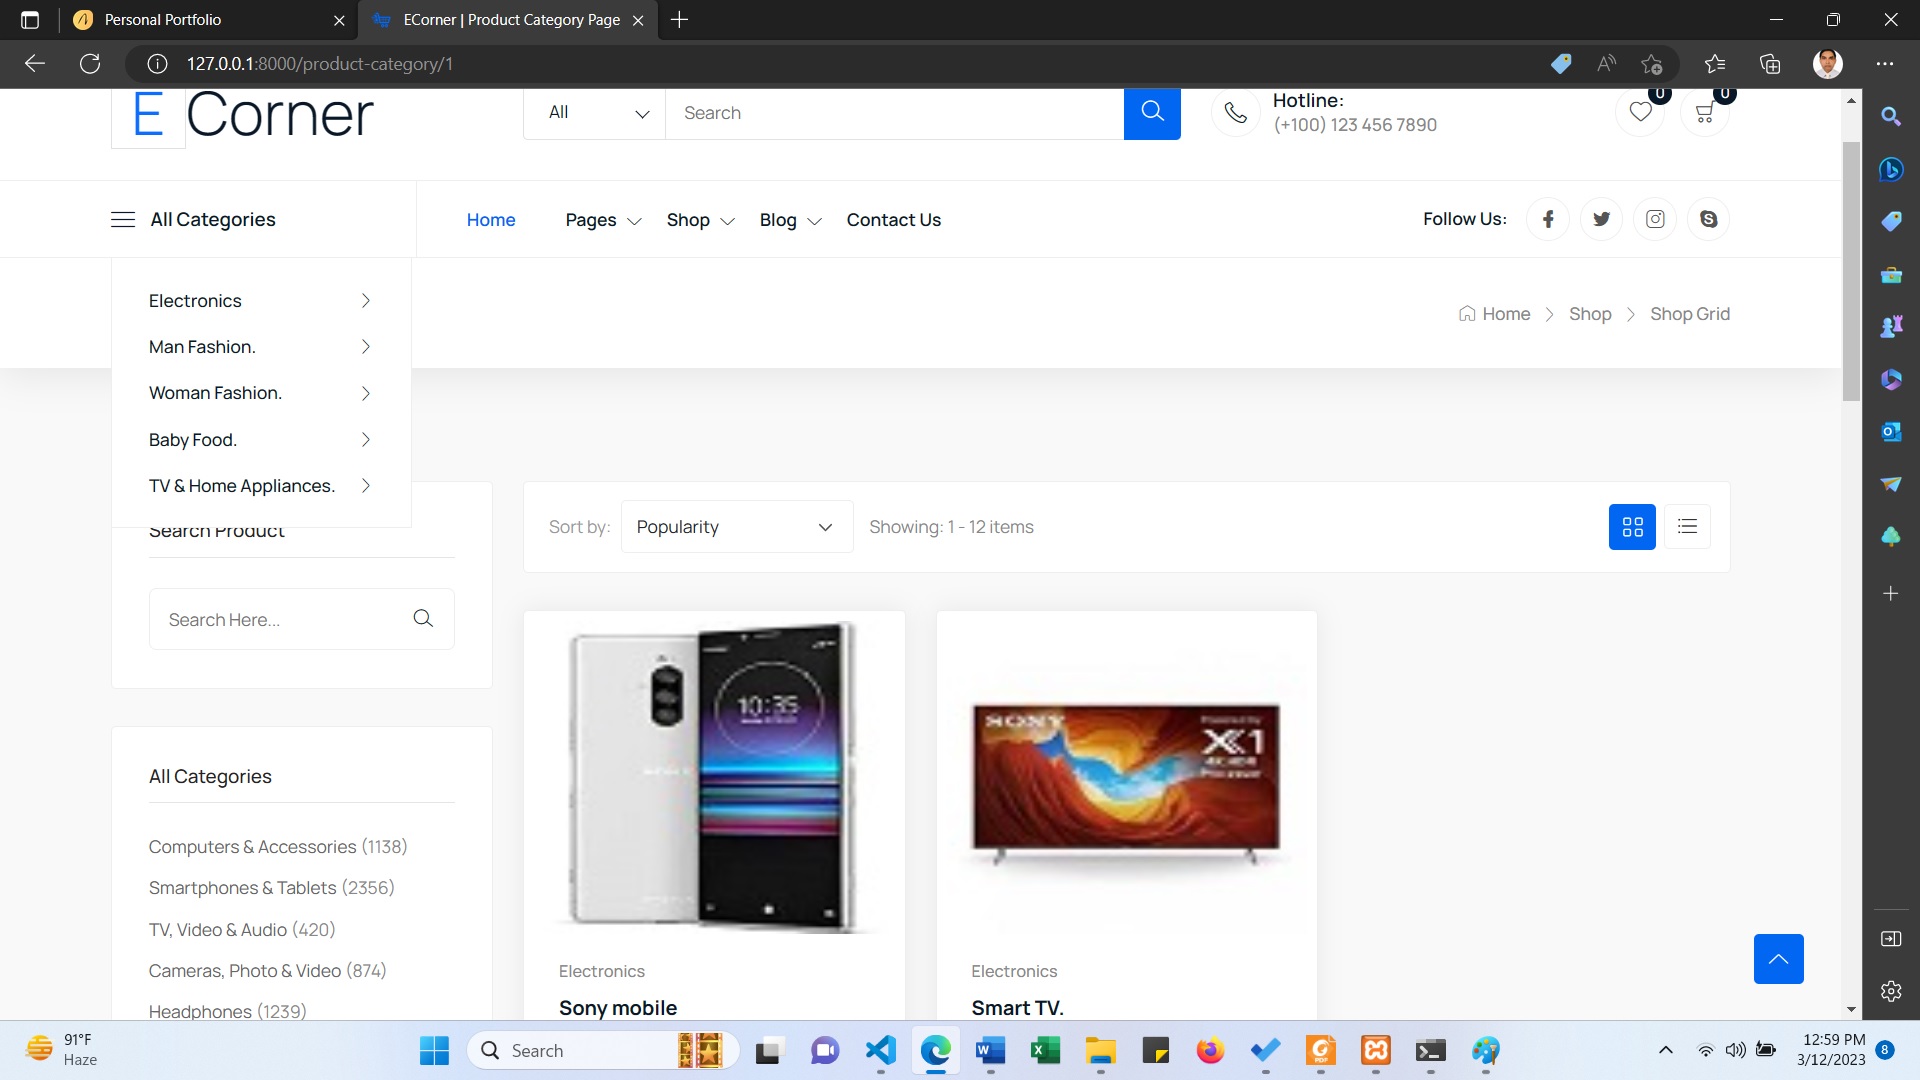 Personal Portfolio
ECorner | Product Category Page
127.0.0.1:8000/product-category/1
E Corner
All
Search
Hotline:
(+100) 123 456 7890
0
0
All Categories
Home
Pages
Shop
Blog
Contact Us
Follow Us:
Electronics
Man Fashion.
Woman Fashion.
Baby Food.
TV & Home Appliances.
Home
Shop
Shop Grid
Search Product
Search Here...
Sort by:
Popularity
Showing: 1 - 12 items
All Categories
Computers & Accessories (1138)
Smartphones & Tablets (2356)
TV, Video & Audio (420)
Cameras, Photo & Video (874)
Headphones (1239)
10:35
SONY
X1
Electronics
Sony mobile
Electronics
Smart TV.
91°F
Haze
Search
12:59 PM
3/12/2023
8